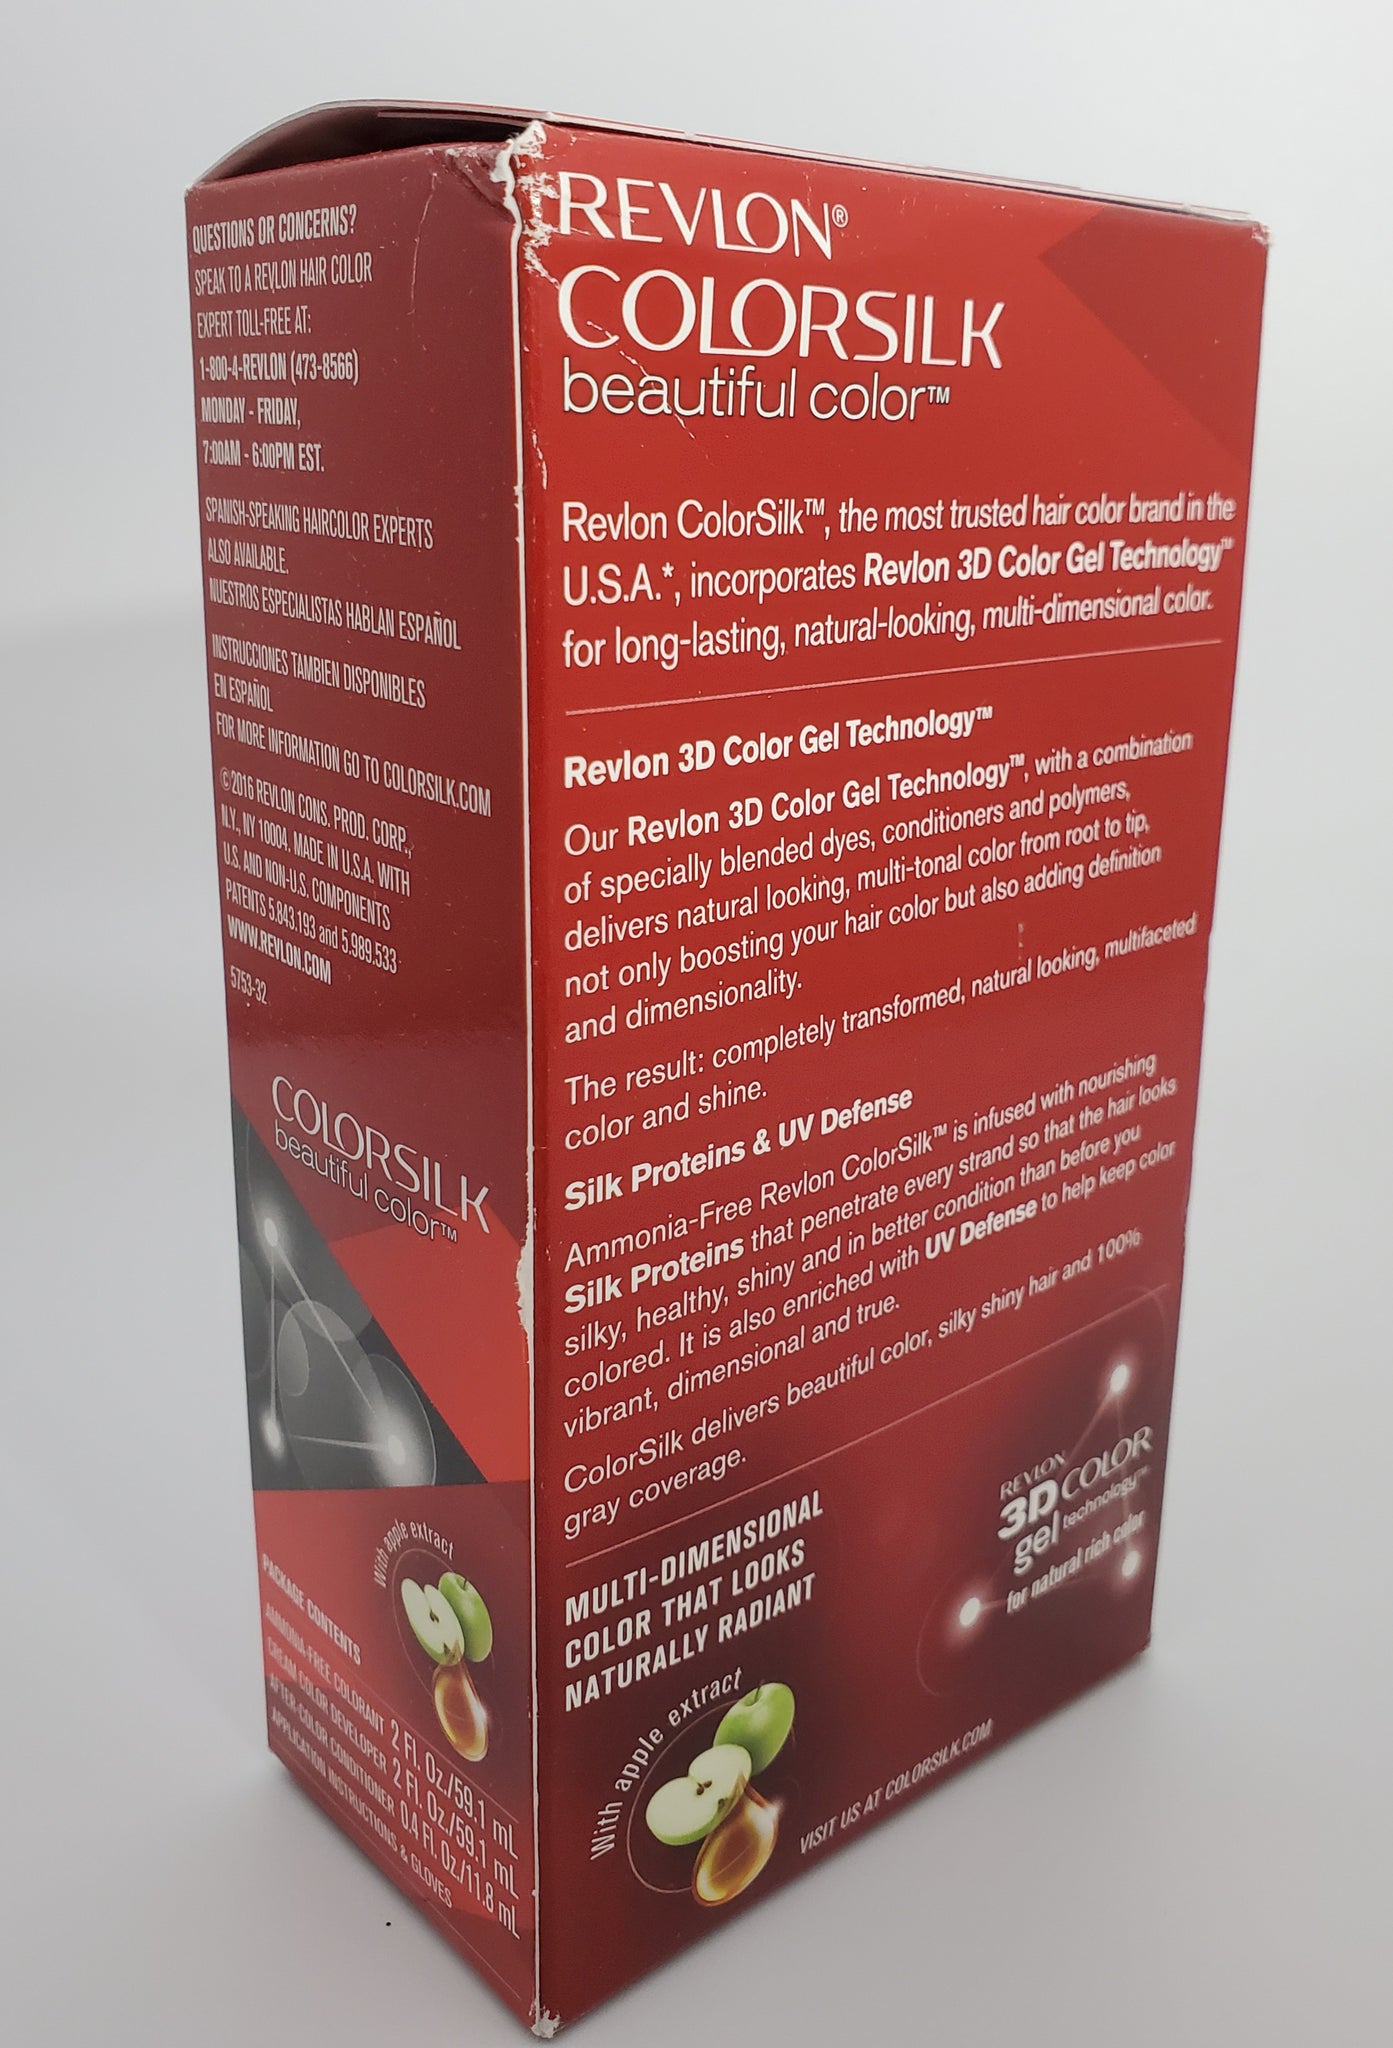 QUESTIONS OR CONCERNS?
SPEAK TO A REVLON HAIR COLOR
EXPERT TOLL-FREE AT:
1-800-4-REVLON (473-8566)
MONDAY - FRIDAY,
7:00AM - 6:00PM EST.
SPANISH-SPEAKING HAIRCOLOR EXPERTS
ALSO AVAILABLE.
NUESTROS ESPECIALISTAS HABLAN ESPAÑOL
INSTRUCCIONES TAMBIEN DISPONIBLES
EN ESPAÑOL
FOR MORE INFORMATION GO TO COLORSILK.COM
©2016 REVLON CONS. PROD. CORP.,
N.Y., NY 10004. MADE IN U.S.A. WITH
U.S. AND NON-U.S. COMPONENTS
PATENTS 5.843.193 and 5.989.533
WWW.REVLON.COM
5753-32
COLORSILK
beautiful color™
With apple extract
PACKAGE CONTENTS
AMMONIA-FREE COLORANT 2 Fl. Oz./59.1 mL
CREAM COLOR DEVELOPER 2 Fl. Oz./59.1 mL
AFTER-COLOR CONDITIONER 0.4 Fl. Oz./11.8 mL
APPLICATION INSTRUCTIONS & GLOVES
REVLON®
COLORSILK
beautiful color™
Revlon ColorSilk™, the most trusted hair color brand in the
U.S.A.*, incorporates Revlon 3D Color Gel Technology™
for long-lasting, natural-looking, multi-dimensional color.
Revlon 3D Color Gel Technology™
Our Revlon 3D Color Gel Technology™, with a combination
of specially blended dyes, conditioners and polymers,
delivers natural looking, multi-tonal color from root to tip,
not only boosting your hair color but also adding definition
and dimensionality.
The result: completely transformed, natural looking, multifaceted
color and shine.
Silk Proteins & UV Defense
Ammonia-Free Revlon ColorSilk™ is infused with nourishing
Silk Proteins that penetrate every strand so that the hair looks
silky, healthy, shiny and in better condition than before you
colored. It is also enriched with UV Defense to help keep color
vibrant, dimensional and true.
ColorSilk delivers beautiful color, silky shiny hair and 100%
gray coverage.
MULTI-DIMENSIONAL
COLOR THAT LOOKS
NATURALLY RADIANT
With apple extract
REVLON
3D COLOR
gel technology™
for natural rich color
VISIT US AT COLORSILK.COM